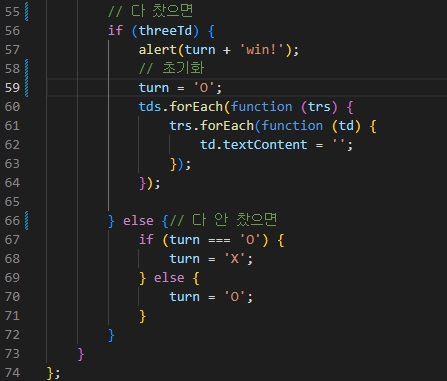 55 // 다 찼으면
56 if (threeTd) {
57 alert(turn + 'win!');
58 // 초기화
59 turn = 'O';
60 tds.forEach(function (trs) {
61 trs.forEach(function (td) {
62 td.textContent = '';
63 });
64 });
65
66 } else {// 다 안 찼으면
67 if (turn === 'O') {
68 turn = 'X';
69 } else {
70 turn = 'O';
71 }
72 }
73 }
74 };